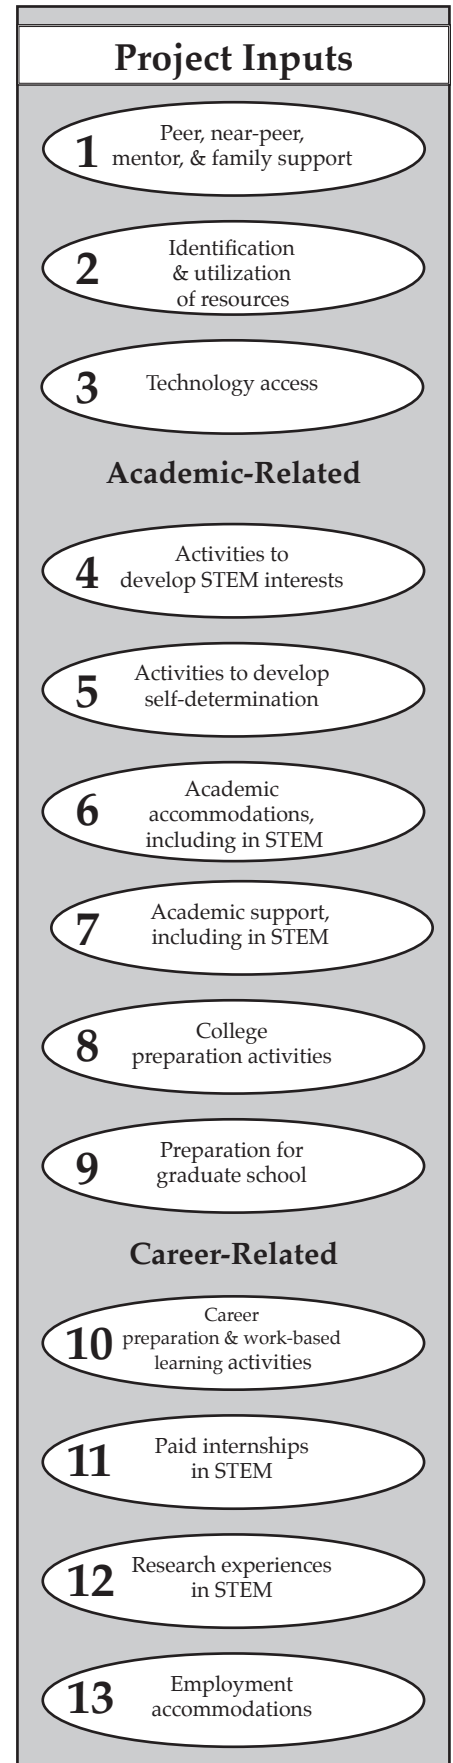 Project Inputs
1
Peer, near-peer,
mentor, & family support
2
Identification
& utilization
of resources
3
Technology access
Academic-Related
4
Activities to
develop STEM interests
5
Activities to develop
self-determination
6
Academic
accommodations,
including in STEM
7
Academic support,
including in STEM
8
College
preparation activities
9
Preparation for
graduate school
Career-Related
10
Career
preparation & work-based
learning activities
11
Paid internships
in STEM
12
Research experiences
in STEM
13
Employment
accommodations